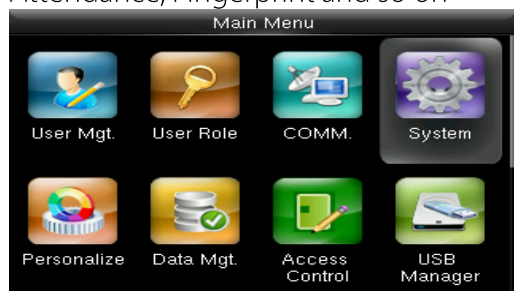 Attendance, Fingerprint and so on
Main Menu
User Mgt.
User Role
COMM.
System
Personalize
Data Mgt.
Access
Control
USB
Manager